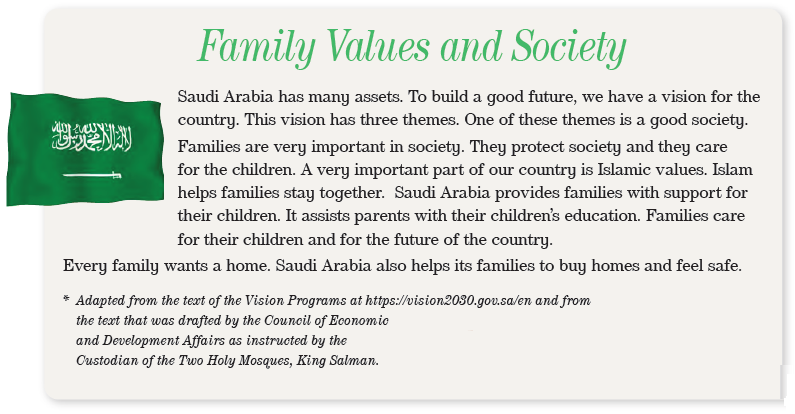 Family Values and Society
Saudi Arabia has many assets. To build a good future, we have a vision for the
country. This vision has three themes. One of these themes is a good society.
Families are very important in society. They protect society and they care
for the children. A very important part of our country is Islamic values. Islam
helps families stay together. Saudi Arabia provides families with support for
their children. It assists parents with their children's education. Families care
for their children and for the future of the country.
Every family wants a home. Saudi Arabia also helps its families to buy homes and feel safe.
* Adapted from the text of the Vision Programs at https://vision2030.gov.sa/en and from
the text that was drafted by the Council of Economic
and Development Affairs as instructed by the
Custodian of the Two Holy Mosques, King Salman.
لا إله إلا الله محمد رسول الله